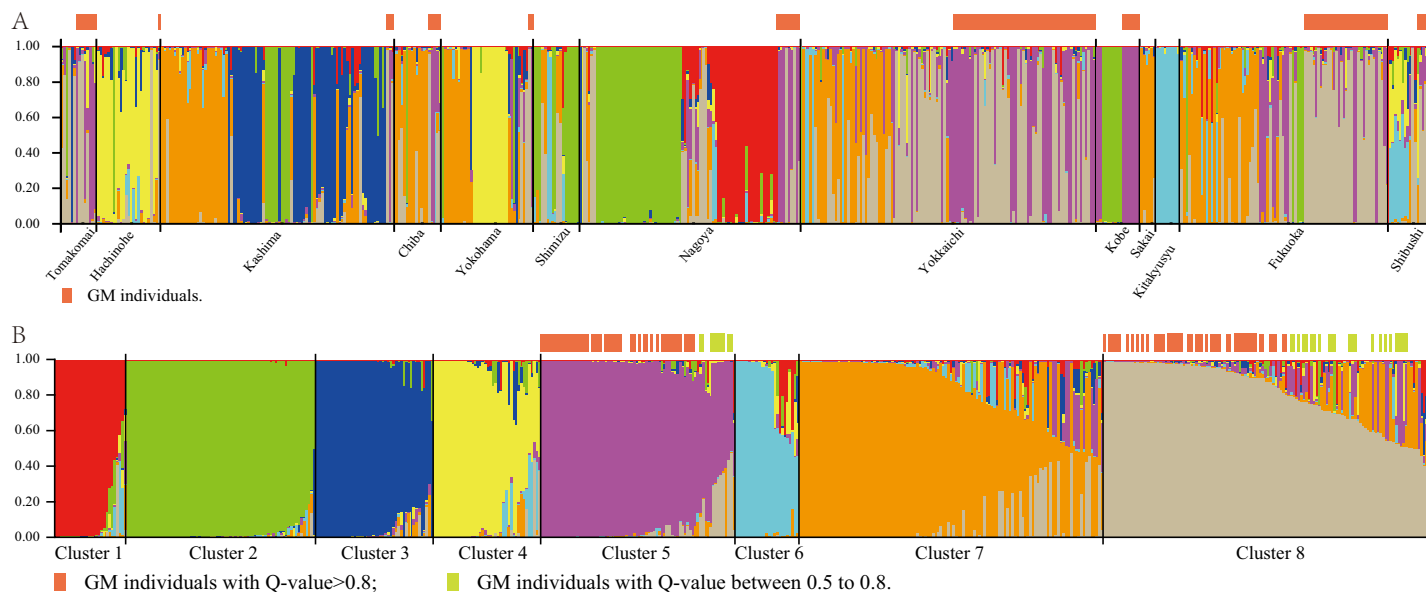 A
1.00
0.80
0.60
0.40
0.20
0.00
Tomakomai
Hachinohe
Kashima
Chiba
Yokohama
Shimizu
Nagoya
Yokkaichi
Kobe
Sakai
Kitakyusyu
Fukuoka
Shibushi
GM individuals.
B
1.00
0.80
0.60
0.40
0.20
0.00
Cluster 1 Cluster 2 Cluster 3 Cluster 4 Cluster 5 Cluster 6 Cluster 7 Cluster 8
GM individuals with Q-value>0.8; GM individuals with Q-value between 0.5 to 0.8.